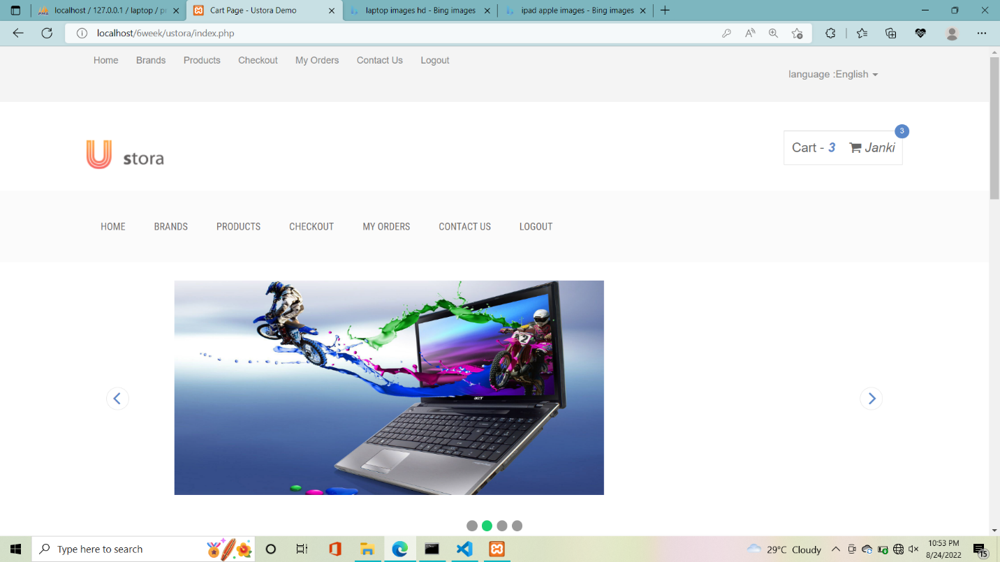 localhost / 127.0.0.1 / laptop / pr
Cart Page - Ustora Demo
laptop images hd - Bing images
ipad apple images - Bing images
localhost/6week/ustora/index.php
Home Brands Products Checkout My Orders Contact Us Logout
language :English
3
Cart - 3 Janki
U stora
HOME BRANDS PRODUCTS CHECKOUT MY ORDERS CONTACT US LOGOUT
2
acer
Type here to search
29°C Cloudy
10:53 PM
8/24/2022
15